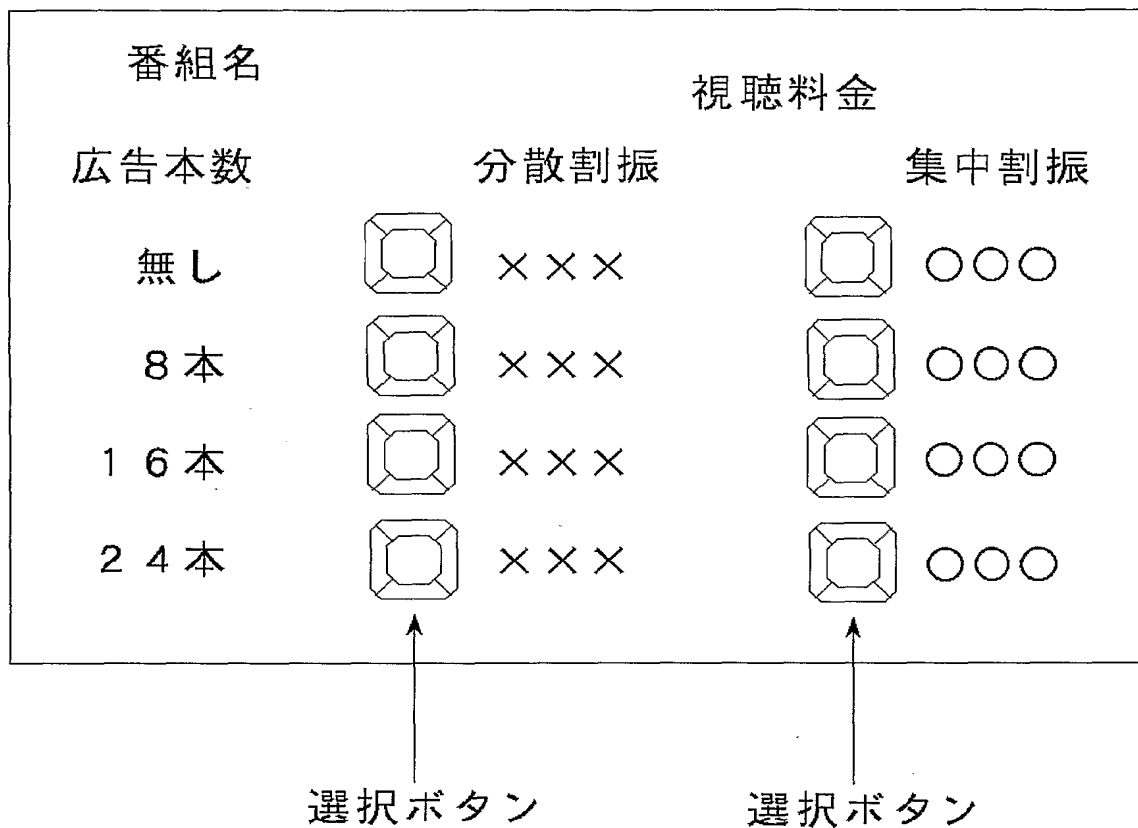 番組名
視聴料金
広告本数 分散割振 集中割振
無し ××× ○○○
8本 ××× ○○○
16本 ××× ○○○
24本 ××× ○○○
選択ボタン 選択ボタン